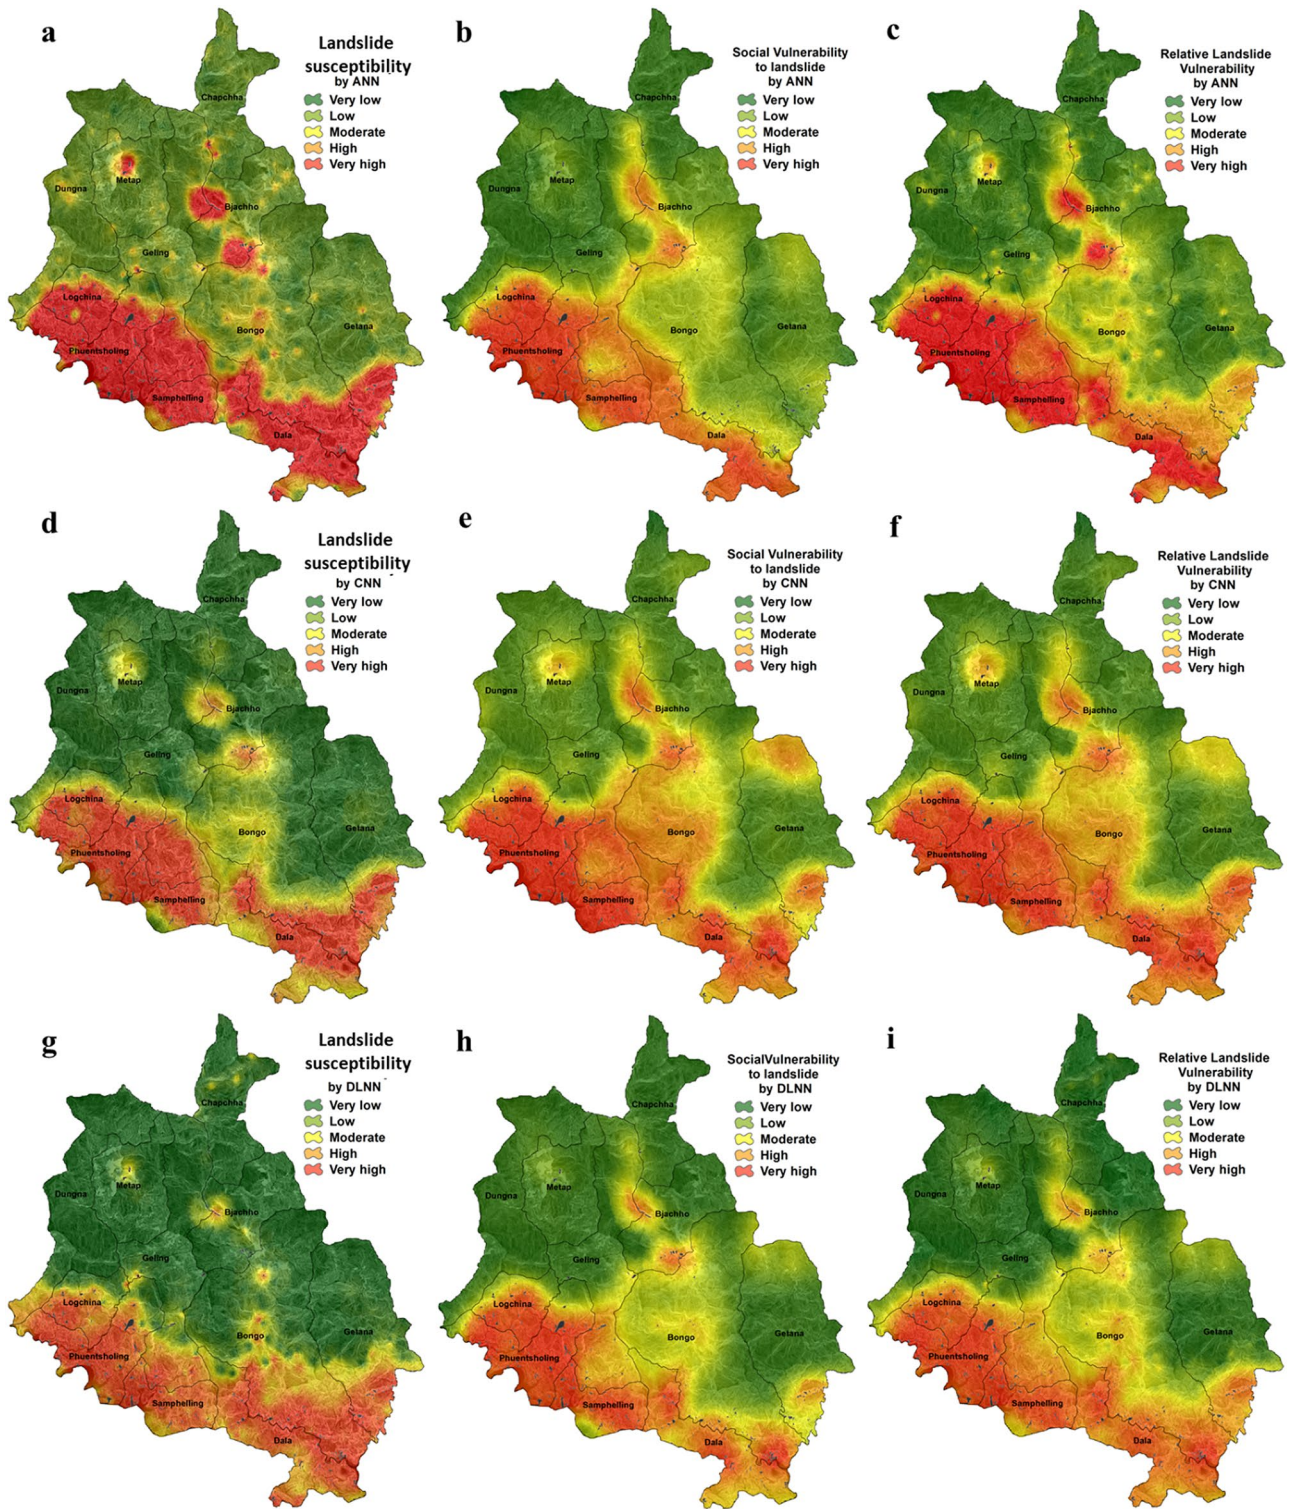 a
Landslide
susceptibility
by ANN
Very low
Low
Moderate
High
Very high
Chapchha
Dungna
Metap
Bjachho
Geling
Logchina
Bongo
Getana
Phuentsholing
Samphelling
Dala
b
Social Vulnerability
to landslide
by ANN
Very low
Low
Moderate
High
Very high
Chapchha
Dungna
Metap
Bjachho
Geling
Logchina
Bongo
Getana
Phuentsholing
Samphelling
Dala
c
Relative Landslide
Vulnerability
by ANN
Very low
Low
Moderate
High
Very high
Chapchha
Dungna
Metap
Bjachho
Geling
Logchina
Bongo
Getana
Phuentsholing
Samphelling
Dala
d
Landslide
susceptibility
by CNN
Very low
Low
Moderate
High
Very high
Chapchha
Dungna
Metap
Bjachho
Geling
Logchina
Bongo
Getana
Phuentsholing
Samphelling
Dala
e
Social Vulnerability
to landslide
by CNN
Very low
Low
Moderate
High
Very high
Chapchha
Dungna
Metap
Bjachho
Geling
Logchina
Bongo
Getana
Phuentsholing
Samphelling
Dala
f
Relative Landslide
Vulnerability
by CNN
Very low
Low
Moderate
High
Very high
Chapchha
Dungna
Metap
Bjachho
Geling
Logchina
Bongo
Getana
Phuentsholing
Samphelling
Dala
g
Landslide
susceptibility
by DLNN
Very low
Low
Moderate
High
Very high
Chapchha
Dungna
Metap
Bjachho
Geling
Logchina
Bongo
Getana
Phuentsholing
Samphelling
Dala
h
SocialVulnerability
to landslide
by DLNN
Very low
Low
Moderate
High
Very high
Chapchha
Dungna
Metap
Bjachho
Geling
Logchina
Bongo
Getana
Phuentsholing
Samphelling
Dala
i
Relative Landslide
Vulnerability
by DLNN
Very low
Low
Moderate
High
Very high
Chapchha
Dungna
Metap
Bjachho
Geling
Logchina
Bongo
Getana
Phuentsholing
Samphelling
Dala